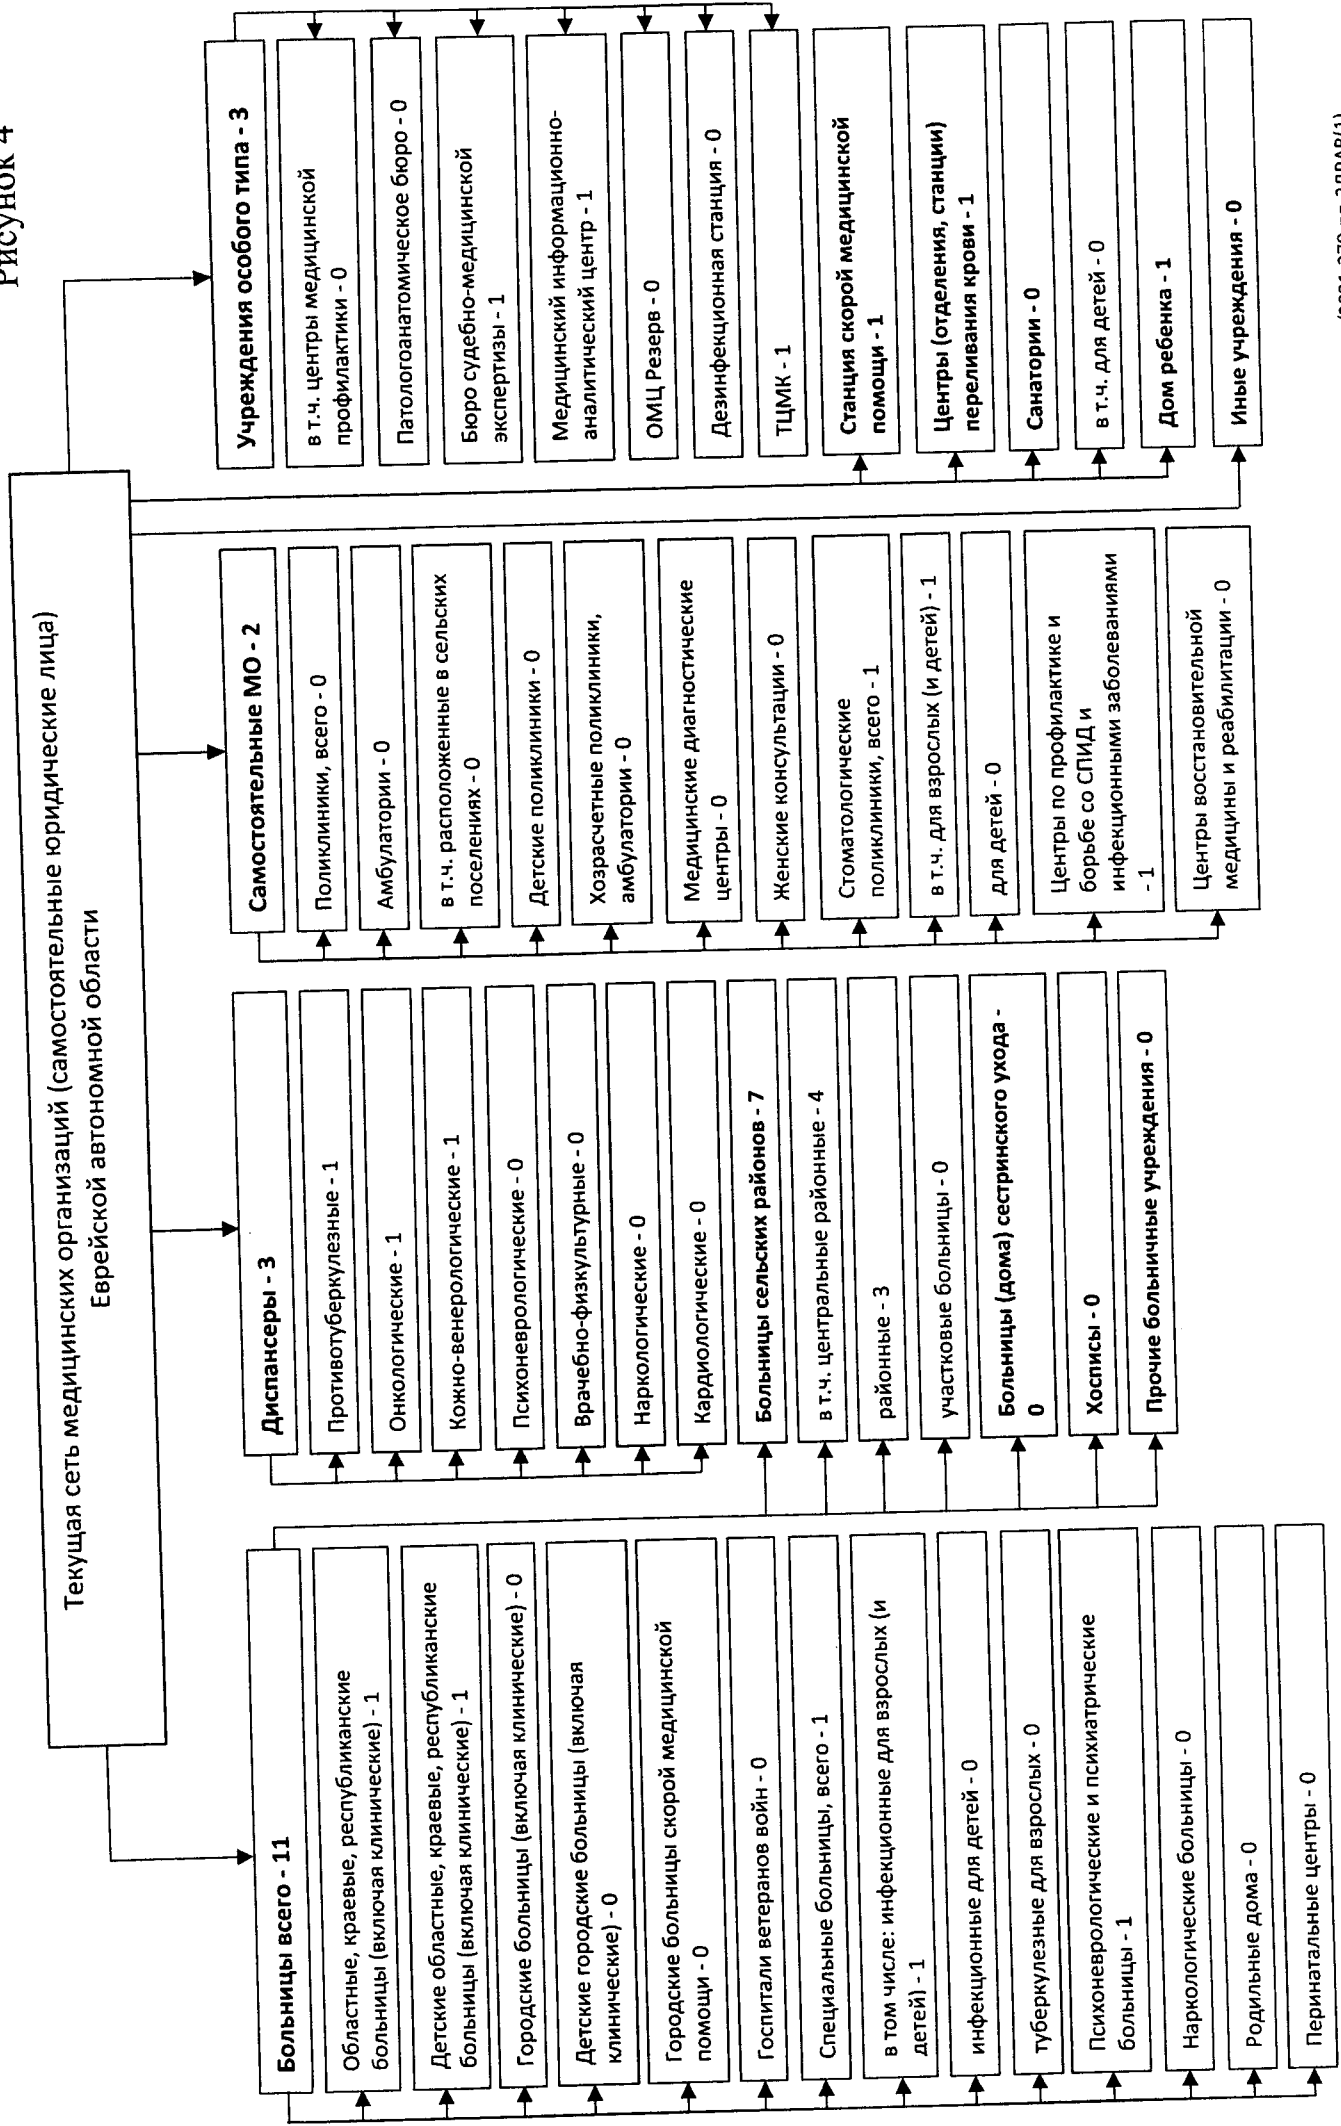 Рисунок 4
Текущая сеть медицинских организаций (самостоятельные юридические лица)
Еврейской автономной области
Больницы всего - 11
Областные, краевые, республиканские
больницы (включая клинические) - 1
Детские областные, краевые, республиканские
больницы (включая клинические) - 1
Городские больницы (включая клинические) - 0
Детские городские больницы (включая
клинические) - 0
Городские больницы скорой медицинской
помощи - 0
Госпитали ветеранов войн - 0
Специальные больницы, всего - 1
в том числе: инфекционные для взрослых (и
детей) - 1
инфекционные для детей - 0
туберкулезные для взрослых - 0
Психоневрологические и психиатрические
больницы - 1
Наркологические больницы - 0
Родильные дома - 0
Перинатальные центры - 0
Диспансеры - 3
Противотуберкулезные - 1
Онкологические - 1
Кожно-венерологические - 1
Психоневрологические - 0
Врачебно-физкультурные - 0
Наркологические - 0
Кардиологические - 0
Больницы сельских районов - 7
в т.ч. центральные районные - 4
районные - 3
участковые больницы - 0
Больницы (дома) сестринского ухода -
0
Хосписы - 0
Прочие больничные учреждения - 0
Самостоятельные МО - 2
Поликлиники, всего - 0
Амбулатории - 0
в т.ч. расположенные в сельских
поселениях - 0
Детские поликлиники - 0
Хозрасчетные поликлиники,
амбулатории - 0
Медицинские диагностические
центры - 0
Женские консультации - 0
Стоматологические
поликлиники, всего - 1
в т.ч. для взрослых (и детей) - 1
для детей - 0
Центры по профилактике и
борьбе со СПИД и
инфекционными заболеваниями
- 1
Центры восстановительной
медицины и реабилитации - 0
Учреждения особого типа - 3
в т.ч. центры медицинской
профилактики - 0
Патологоанатомическое бюро - 0
Бюро судебно-медицинской
экспертизы - 1
Медицинский информационно-
аналитический центр - 1
ОМЦ Резерв - 0
Дезинфекционная станция - 0
ТЦМК - 1
Станция скорой медицинской
помощи - 1
Центры (отделения, станции)
переливания крови - 1
Санатории - 0
в т.ч. для детей - 0
Дом ребенка - 1
Иные учреждения - 0